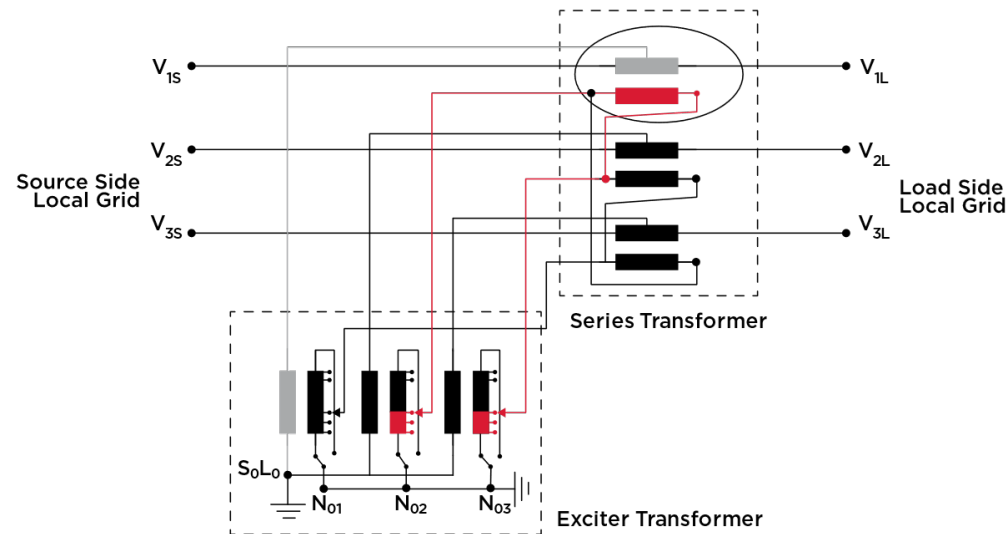 V₁S
V₁L
V₂S
V₂L
Source Side
Local Grid
Load Side
Local Grid
V₃S
V₃L
Series Transformer
S₀L₀
N₀₁
N₀₂
N₀₃
Exciter Transformer